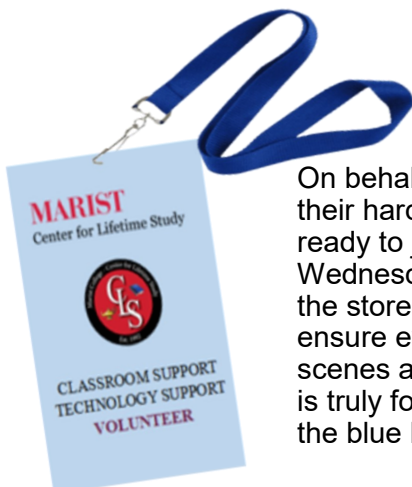 MARIST
Center for Lifetime Study
CLS
CLASSROOM SUPPORT
TECHNOLOGY SUPPORT
VOLUNTEER
On behal
their hard
ready to j
Wednesd
the store
ensure e
scenes a
is truly fo
the blue l